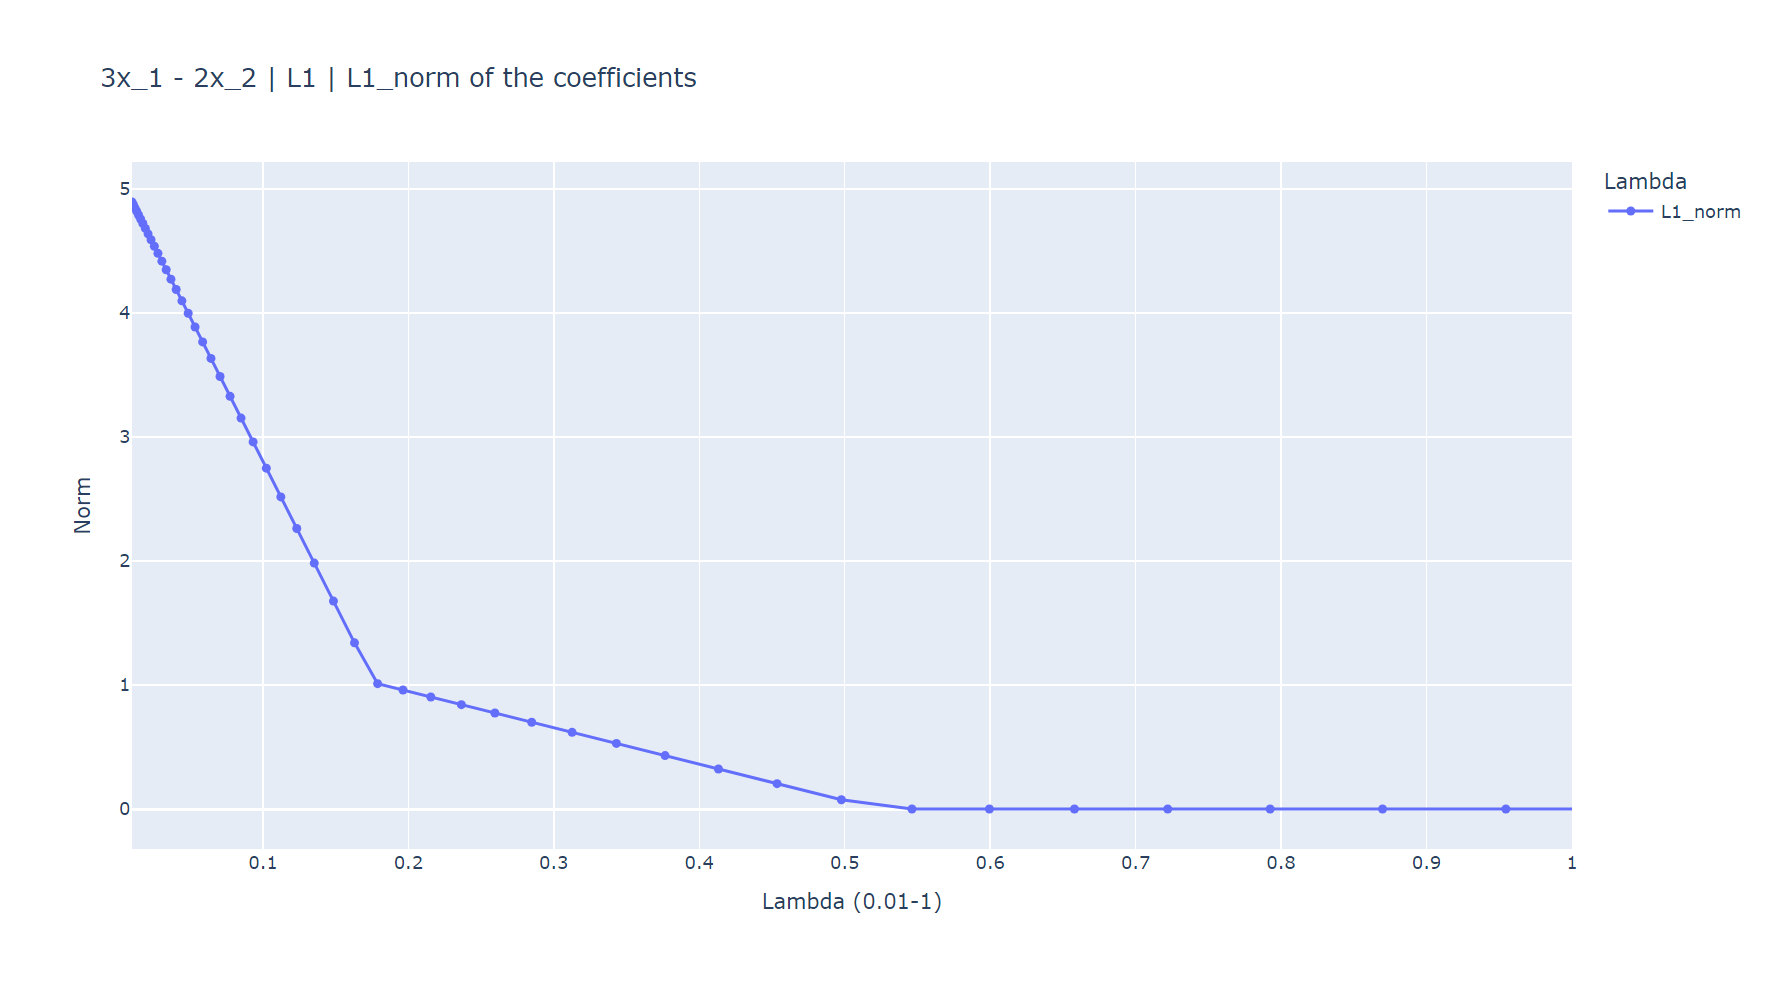 3x_1 - 2x_2 | L1 | L1_norm of the coefficients
Lambda
L1_norm
5
4
3
2
1
0
Norm
0.1 0.2 0.3 0.4 0.5 0.6 0.7 0.8 0.9 1
Lambda (0.01-1)